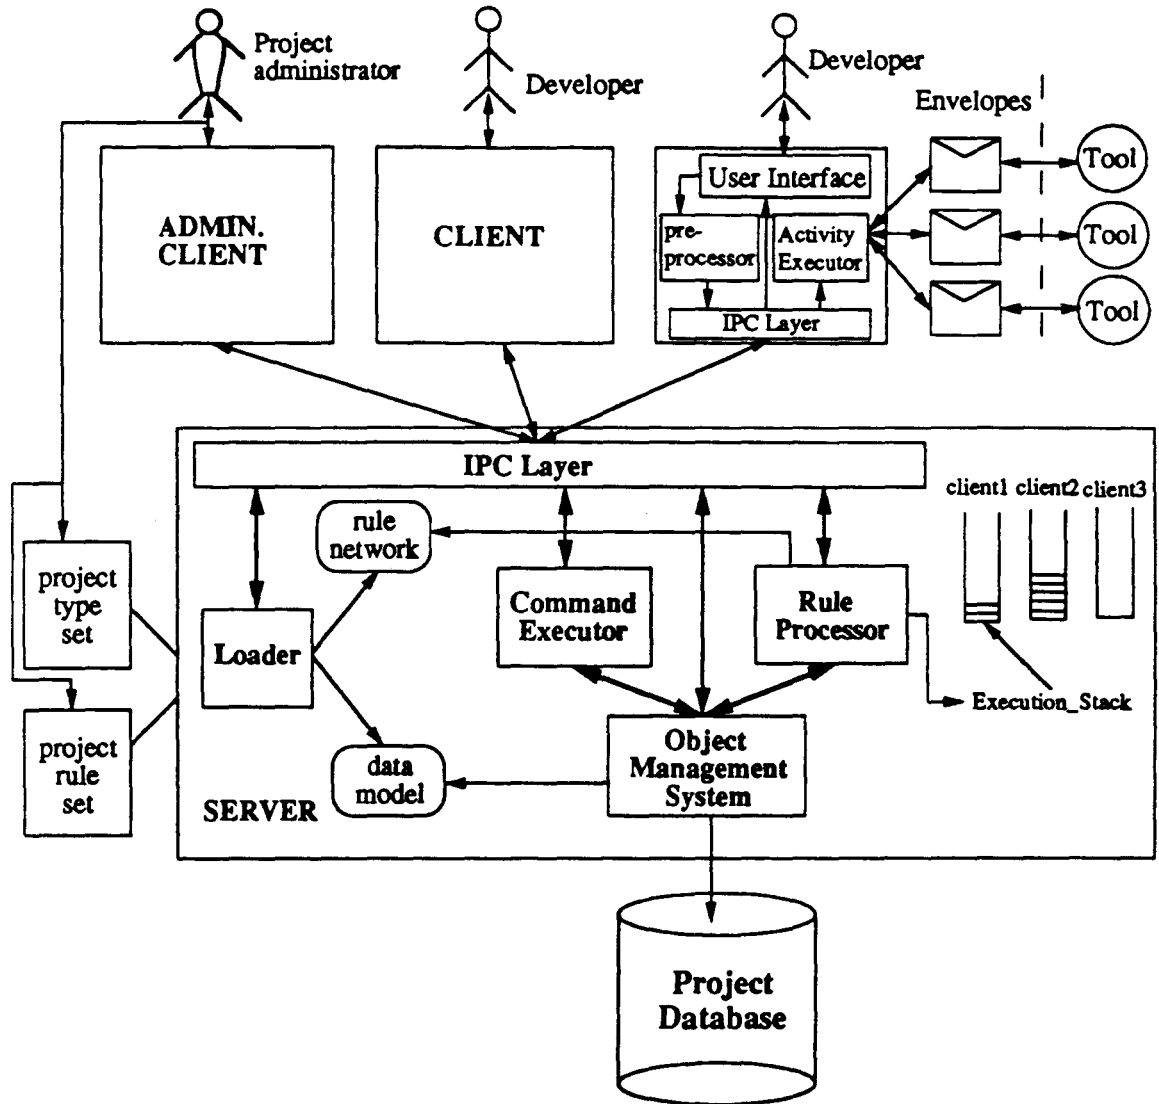 Project
administrator
Developer
Developer
Envelopes
Tool
Tool
Tool
ADMIN.
CLIENT
CLIENT
User Interface
pre-
processor
Activity
Executor
IPC Layer
IPC Layer
client1 client2 client3
rule
network
project
type
set
Command
Executor
Rule
Processor
Loader
Execution_Stack
project
rule
set
Object
Management
System
data
model
SERVER
Project
Database